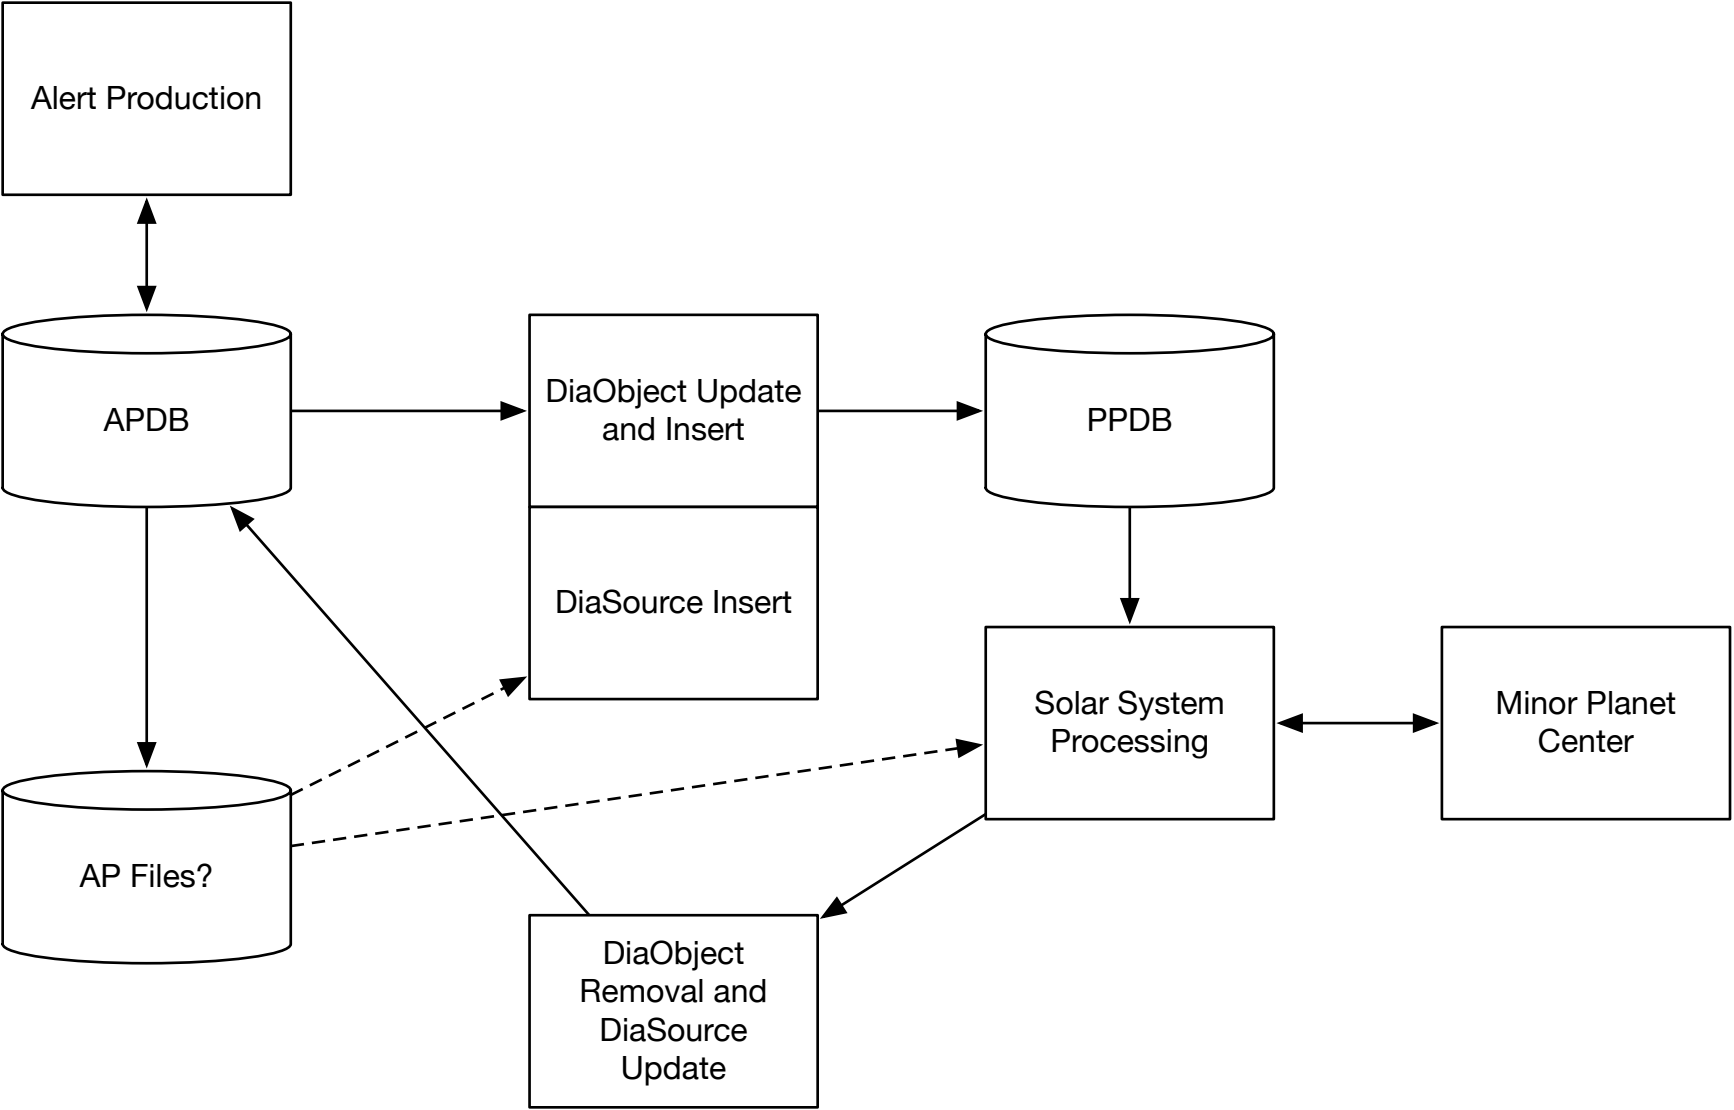 Alert Production
APDB
DiaObject Update
and Insert
PPDB
DiaSource Insert
Solar System
Processing
Minor Planet
Center
AP Files?
DiaObject
Removal and
DiaSource
Update